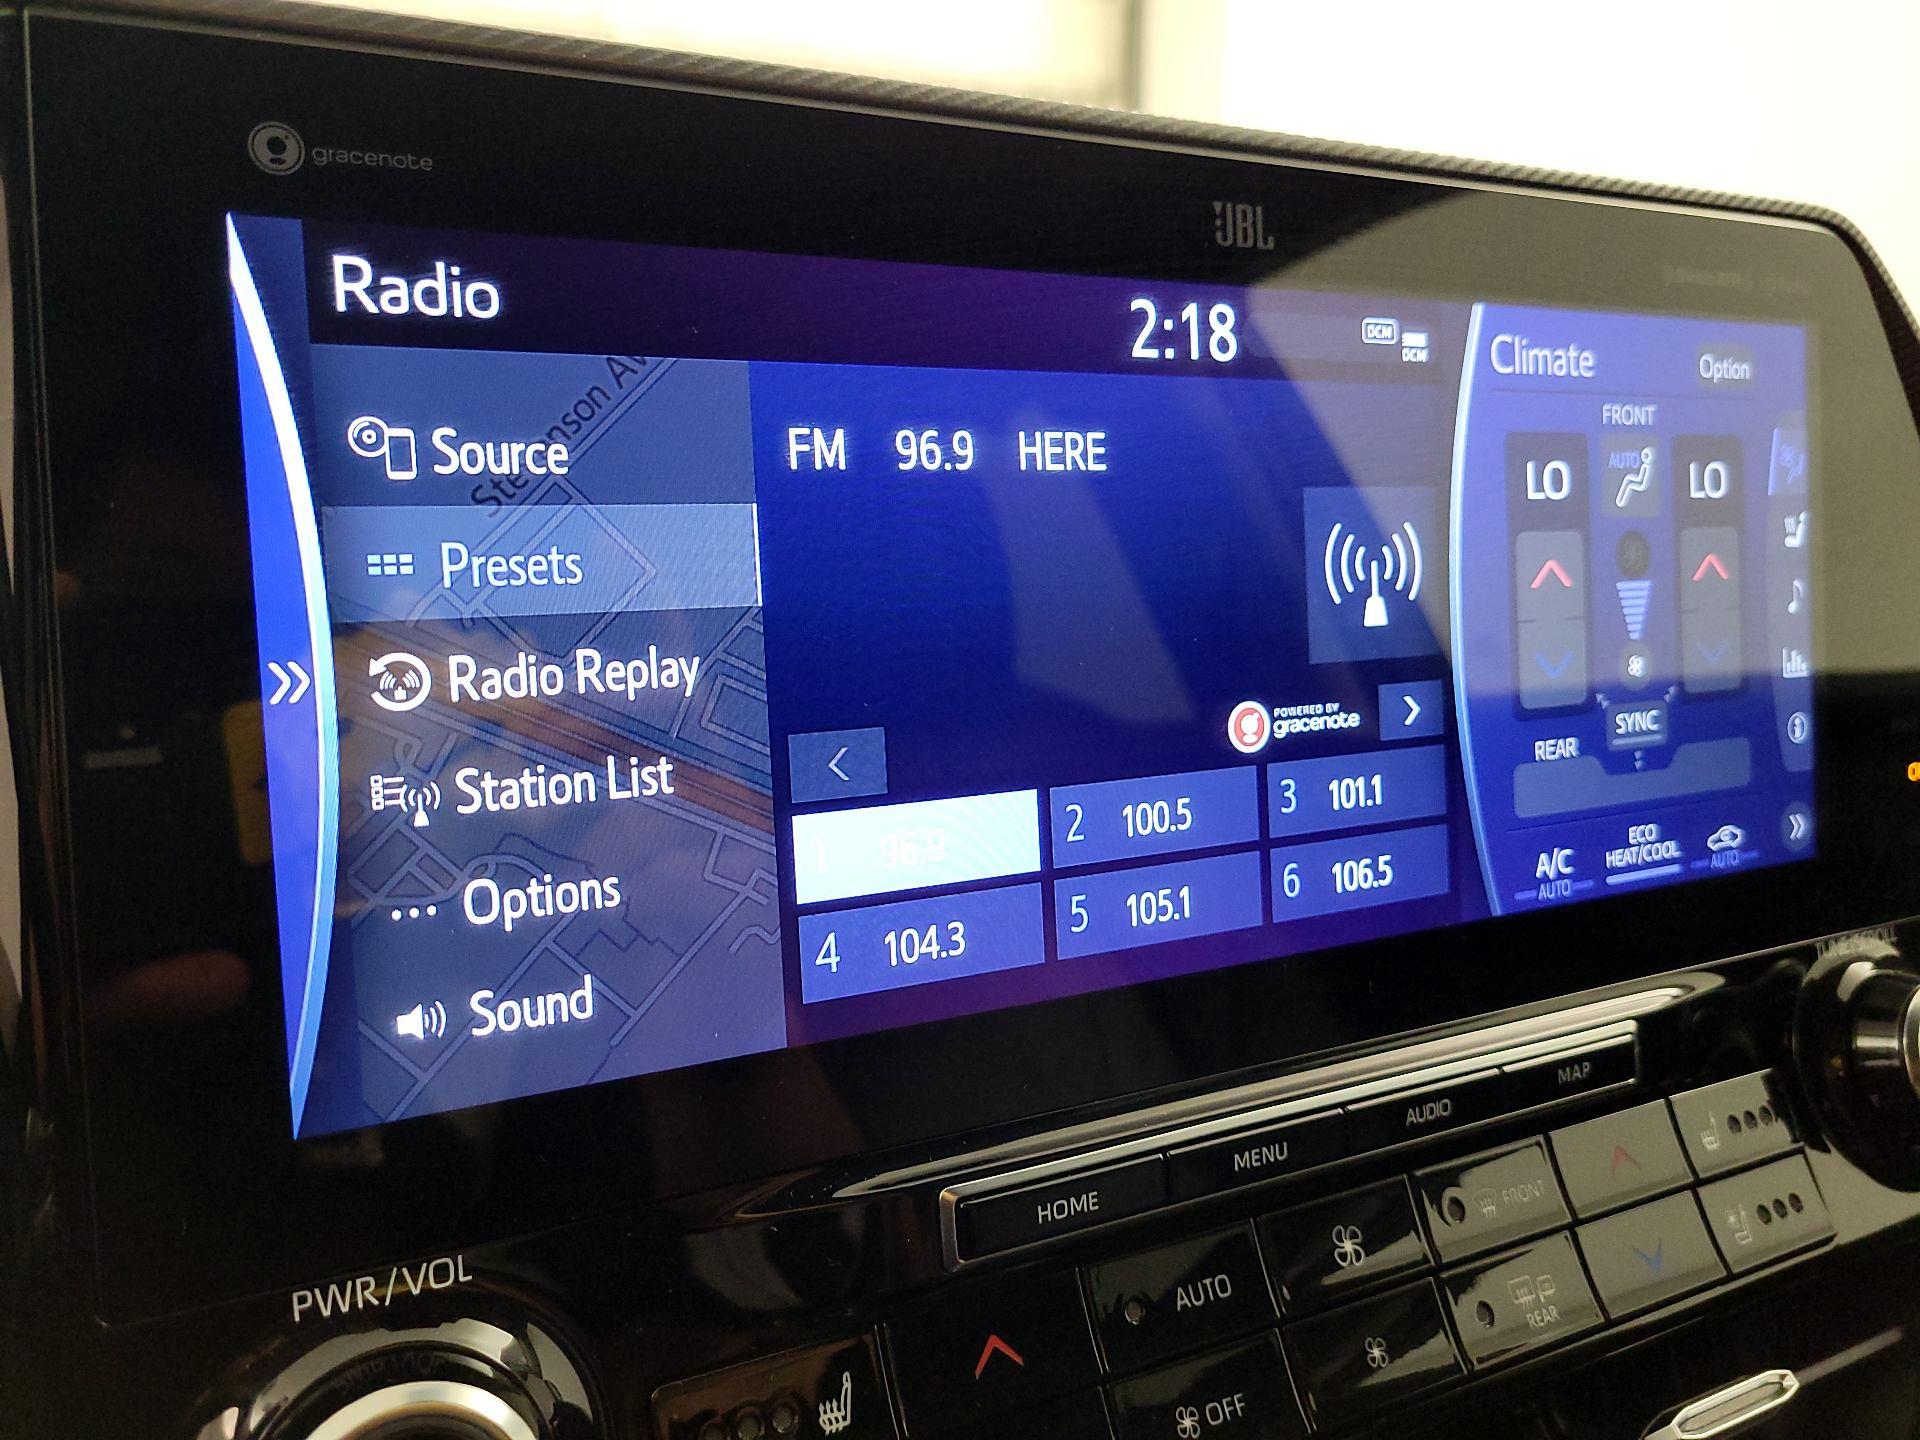 gracenote
JBL
Radio
2:18
DCM
DCM
Source
Presets
Radio Replay
Station List
Options
Sound
FM 96.9 HERE
POWERED BY
gracenote
1 96.9
2 100.5
3 101.1
4 104.3
5 105.1
6 106.5
Climate
Option
FRONT
LO
AUTO
LO
SYNC
REAR
A/C
AUTO
ECO
HEAT/COOL
AUTO
HOME
MENU
AUDIO
MAP
PWR/VOL
AUTO
FRONT
REAR
OFF